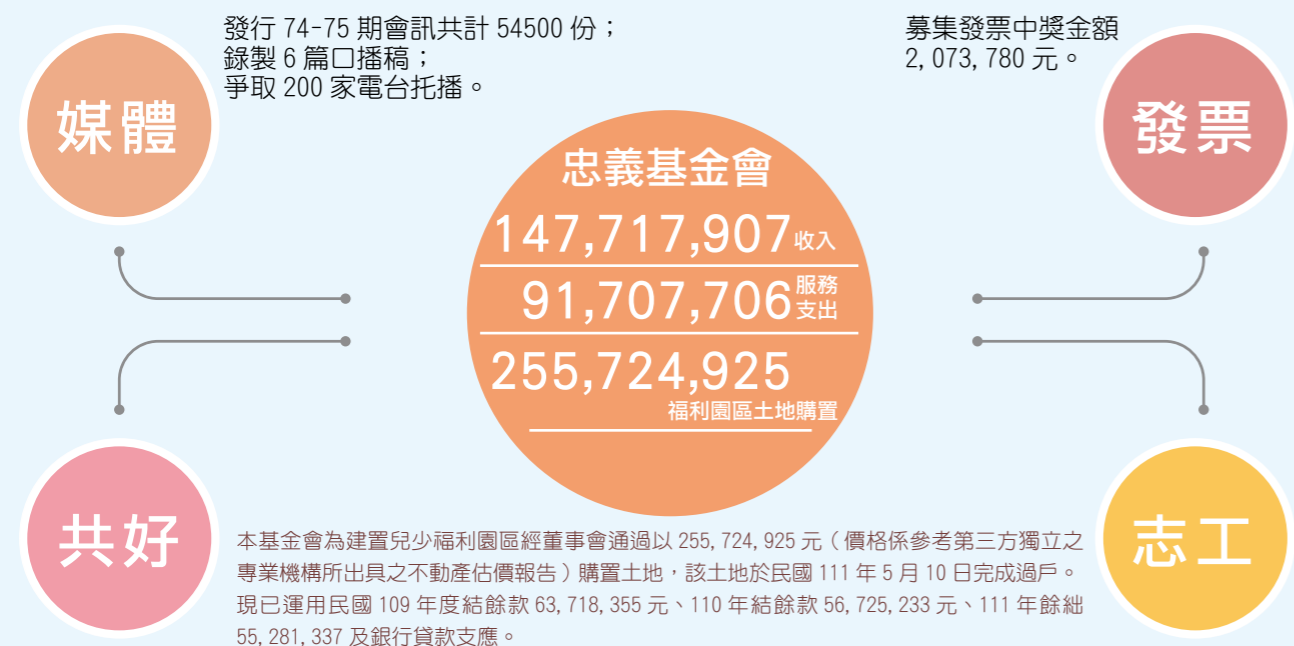 發行 74-75 期會訊共計 54500 份；
錄製 6 篇口播稿；
爭取 200 家電台托播。
募集發票中獎金額
2,073,780 元。
媒體
發票
忠義基金會
147,717,907 收入
91,707,706 服務
支出
255,724,925
福利園區土地購置
共好
志工
本基金會為建置兒少福利園區經董事會通過以 255,724,925 元（價格係參考第三方獨立之
專業機構所出具之不動產估價報告）購置土地，該土地於民國 111 年 5 月 10 日完成過戶。
現已運用民國 109 年度結餘款 63,718,355 元、110 年結餘款 56,725,233 元、111 年餘絀
55,281,337 及銀行貸款支應。